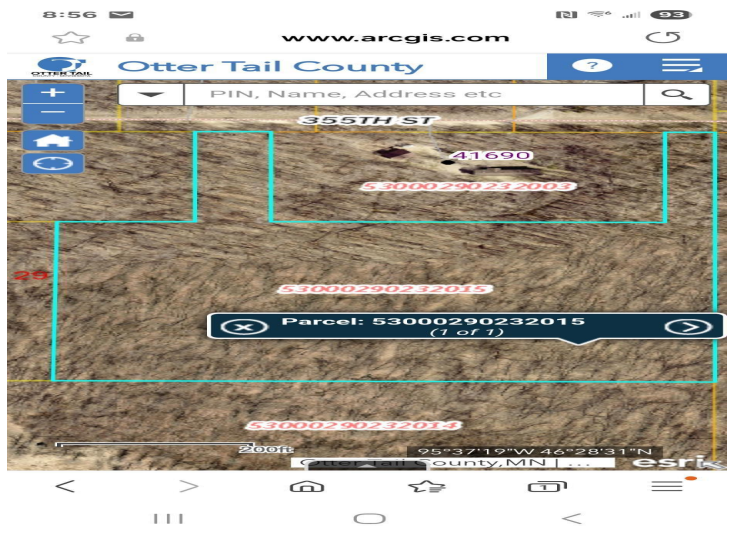 8:56
93
www.arcgis.com
OTTER TAIL
Otter Tail County
?
PIN, Name, Address etc
355TH ST
41690
53000290232003
29
53000290232015
Parcel: 53000290232015
(1 of 1)
53000290232014
200ft
95°37'19"W 46°28'31"N
Otter Tail County, MN | ...
esri
1